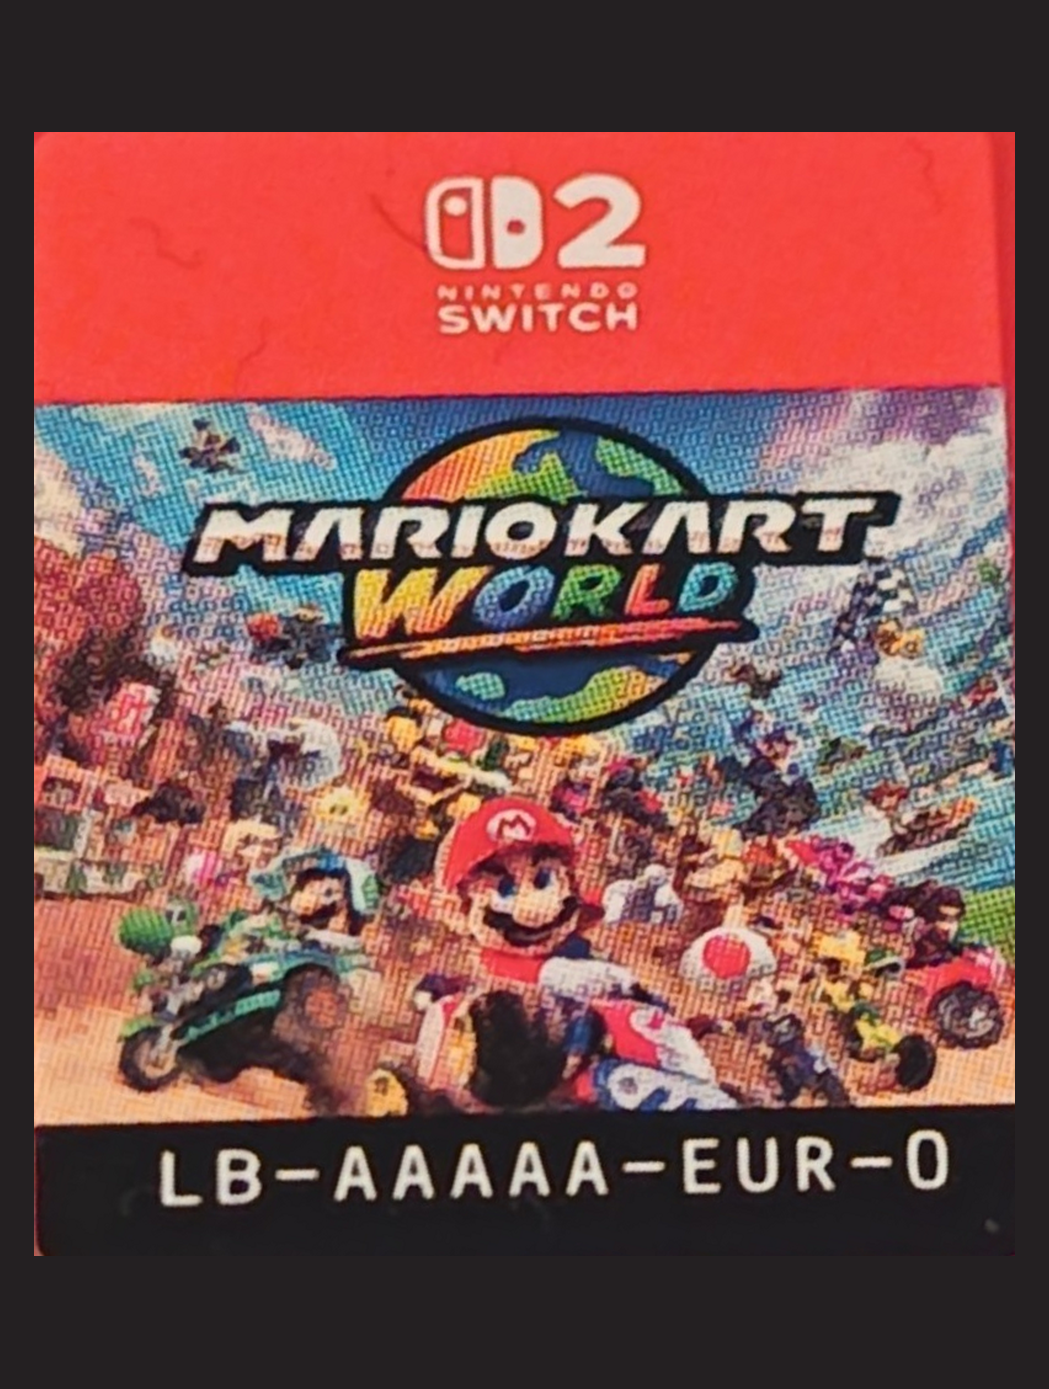 2
NINTENDO
SWITCH
MARIOKART
WORLD
LB-AAAAA-EUR-0